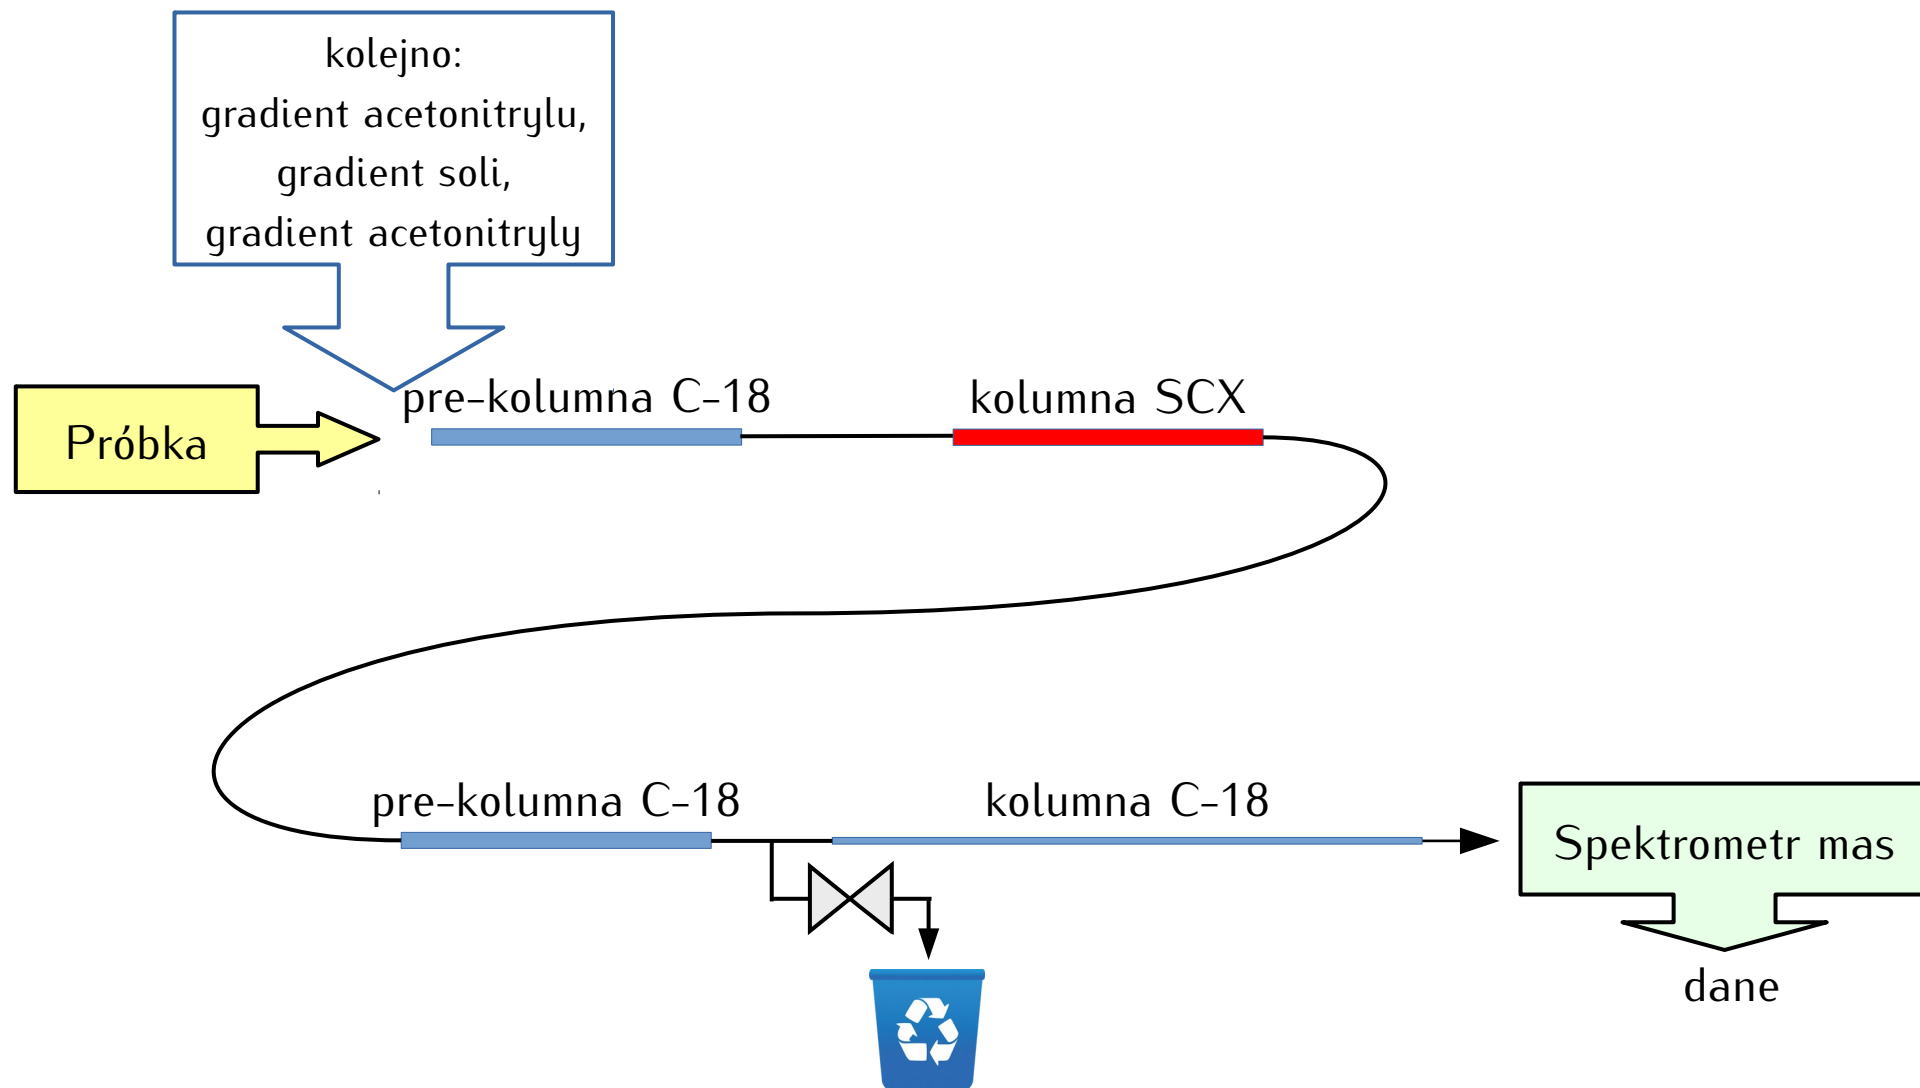 kolejno:
gradient acetonitrylu,
gradient soli,
gradient acetonitryly
Próbka
pre-kolumna C-18
kolumna SCX
pre-kolumna C-18
kolumna C-18
Spektrometr mas
dane